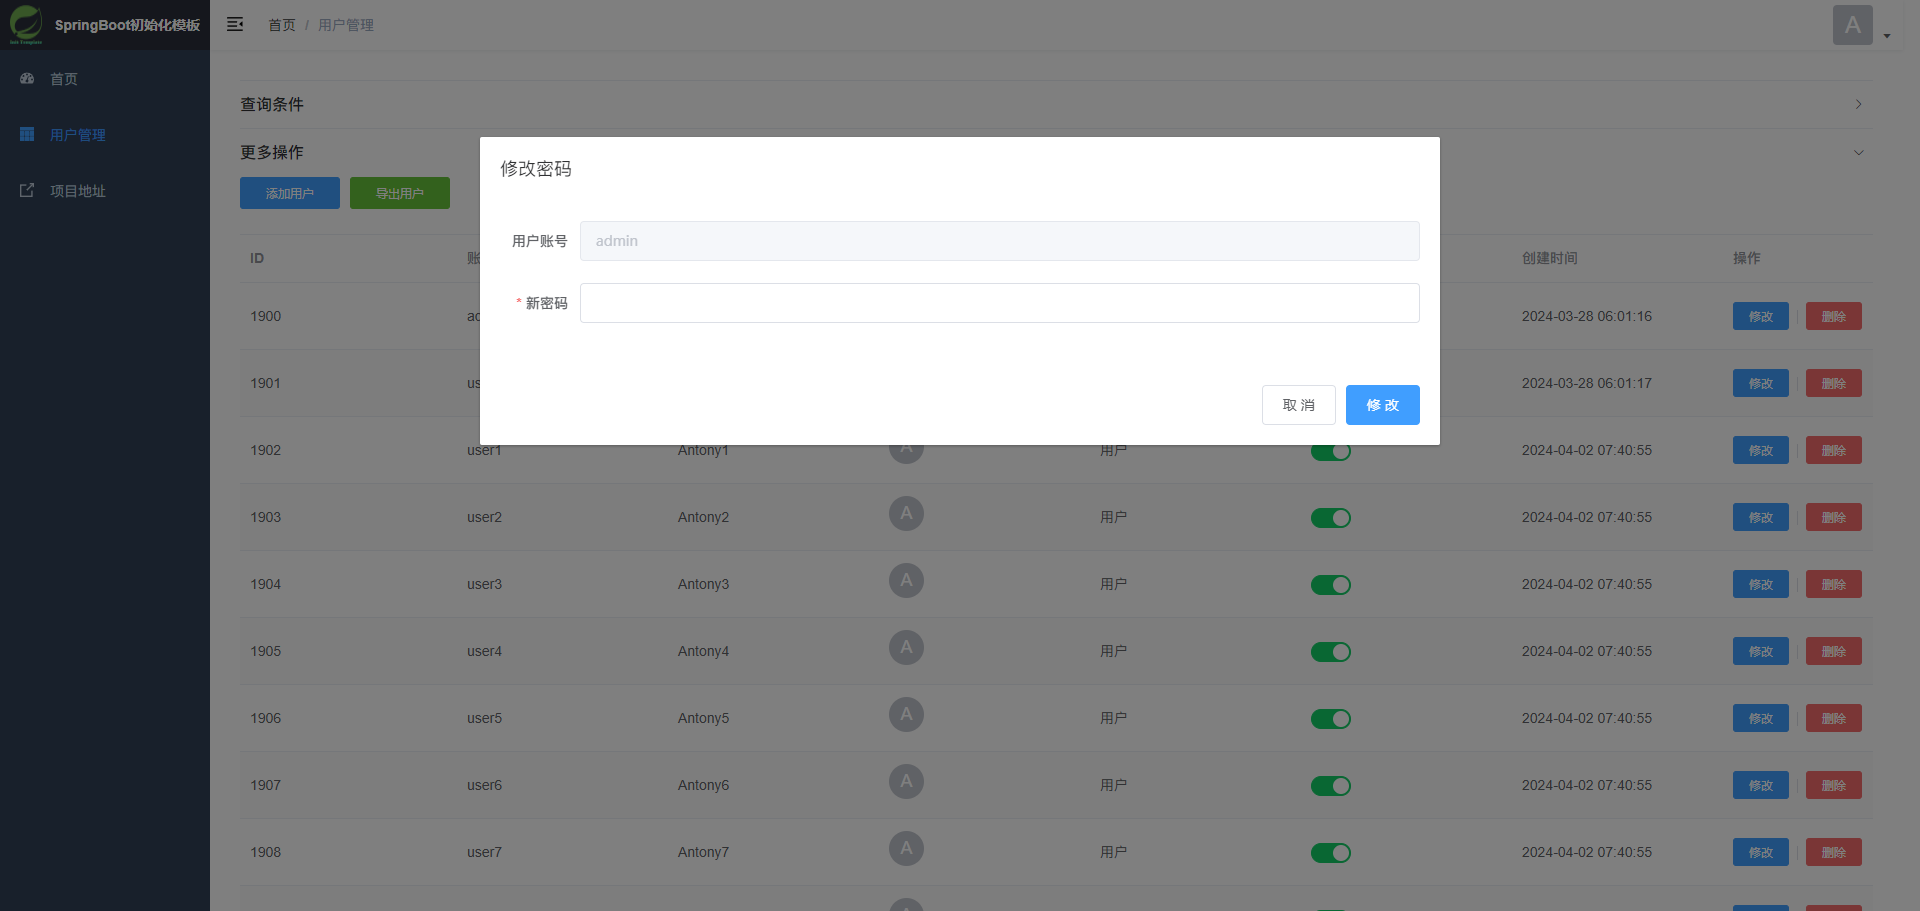 SpringBoot初始化模板
首页 / 用户管理
A
首页
用户管理
项目地址
查询条件
更多操作
添加用户 导出用户
修改密码
用户账号 admin
* 新密码
取 消 修 改
ID 账 创建时间 操作
1900 ad 2024-03-28 06:01:16 修改 删除
1901 us 2024-03-28 06:01:17 修改 删除
1902 user1 Antony1 A 用户 2024-04-02 07:40:55 修改 删除
1903 user2 Antony2 A 用户 2024-04-02 07:40:55 修改 删除
1904 user3 Antony3 A 用户 2024-04-02 07:40:55 修改 删除
1905 user4 Antony4 A 用户 2024-04-02 07:40:55 修改 删除
1906 user5 Antony5 A 用户 2024-04-02 07:40:55 修改 删除
1907 user6 Antony6 A 用户 2024-04-02 07:40:55 修改 删除
1908 user7 Antony7 A 用户 2024-04-02 07:40:55 修改 删除